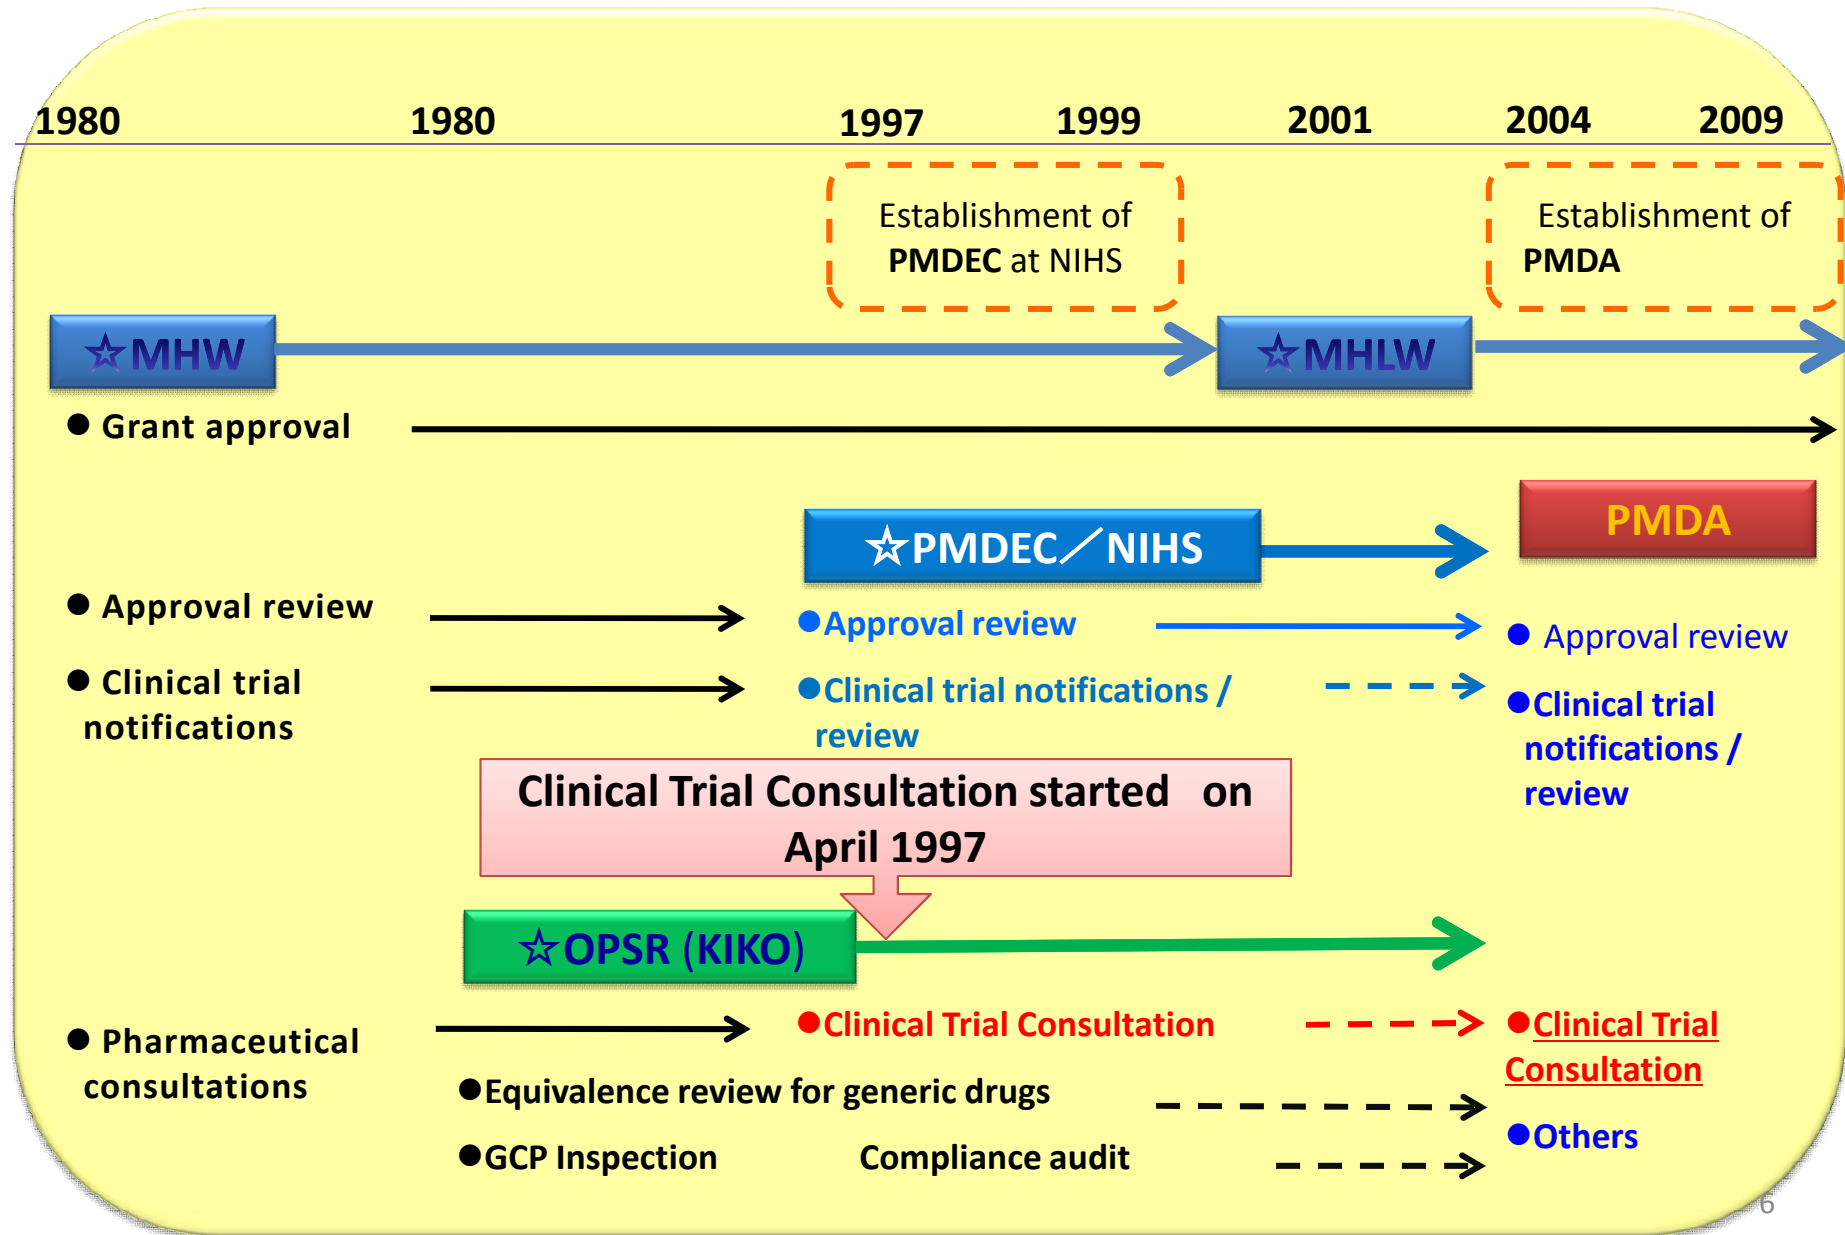 1980 1980 1997 1999 2001 2004 2009
Establishment of
PMDEC at NIHS
Establishment of
PMDA
☆MHW
☆MHLW
● Grant approval
PMDA
☆PMDEC／NIHS
● Approval review
●Approval review
● Approval review
● Clinical trial
notifications
●Clinical trial notifications /
review
●Clinical trial
notifications /
review
Clinical Trial Consultation started on
April 1997
☆OPSR (KIKO)
● Pharmaceutical
consultations
●Clinical Trial Consultation
●Clinical Trial
Consultation
●Equivalence review for generic drugs
●GCP Inspection Compliance audit
●Others
6